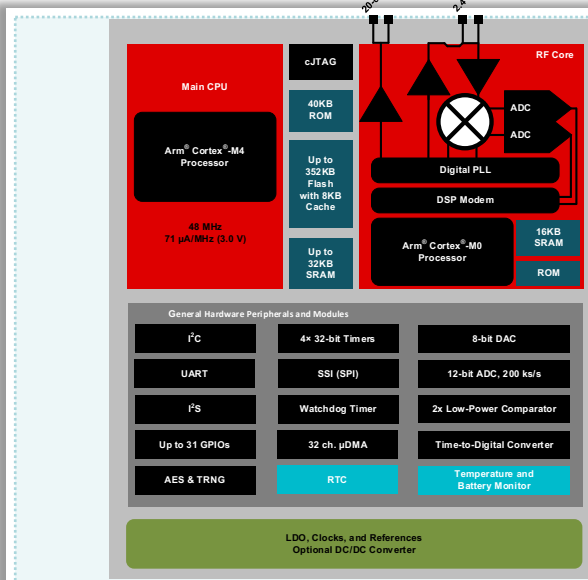 20-
2.4
RF Core
cJTAG
Main CPU
40KB
ROM
ADC
ADC
Arm® Cortex®-M4
Processor
Up to
352KB
Flash
with 8KB
Cache
Digital PLL
DSP Modem
48 MHz
71 µA/MHz (3.0 V)
Up to
32KB
SRAM
Arm® Cortex®-M0
Processor
16KB
SRAM
ROM
General Hardware Peripherals and Modules
I²C
4× 32-bit Timers
8-bit DAC
UART
SSI (SPI)
12-bit ADC, 200 ks/s
I²S
Watchdog Timer
2x Low-Power Comparator
Up to 31 GPIOs
32 ch. µDMA
Time-to-Digital Converter
AES & TRNG
RTC
Temperature and
Battery Monitor
LDO, Clocks, and References
Optional DC/DC Converter